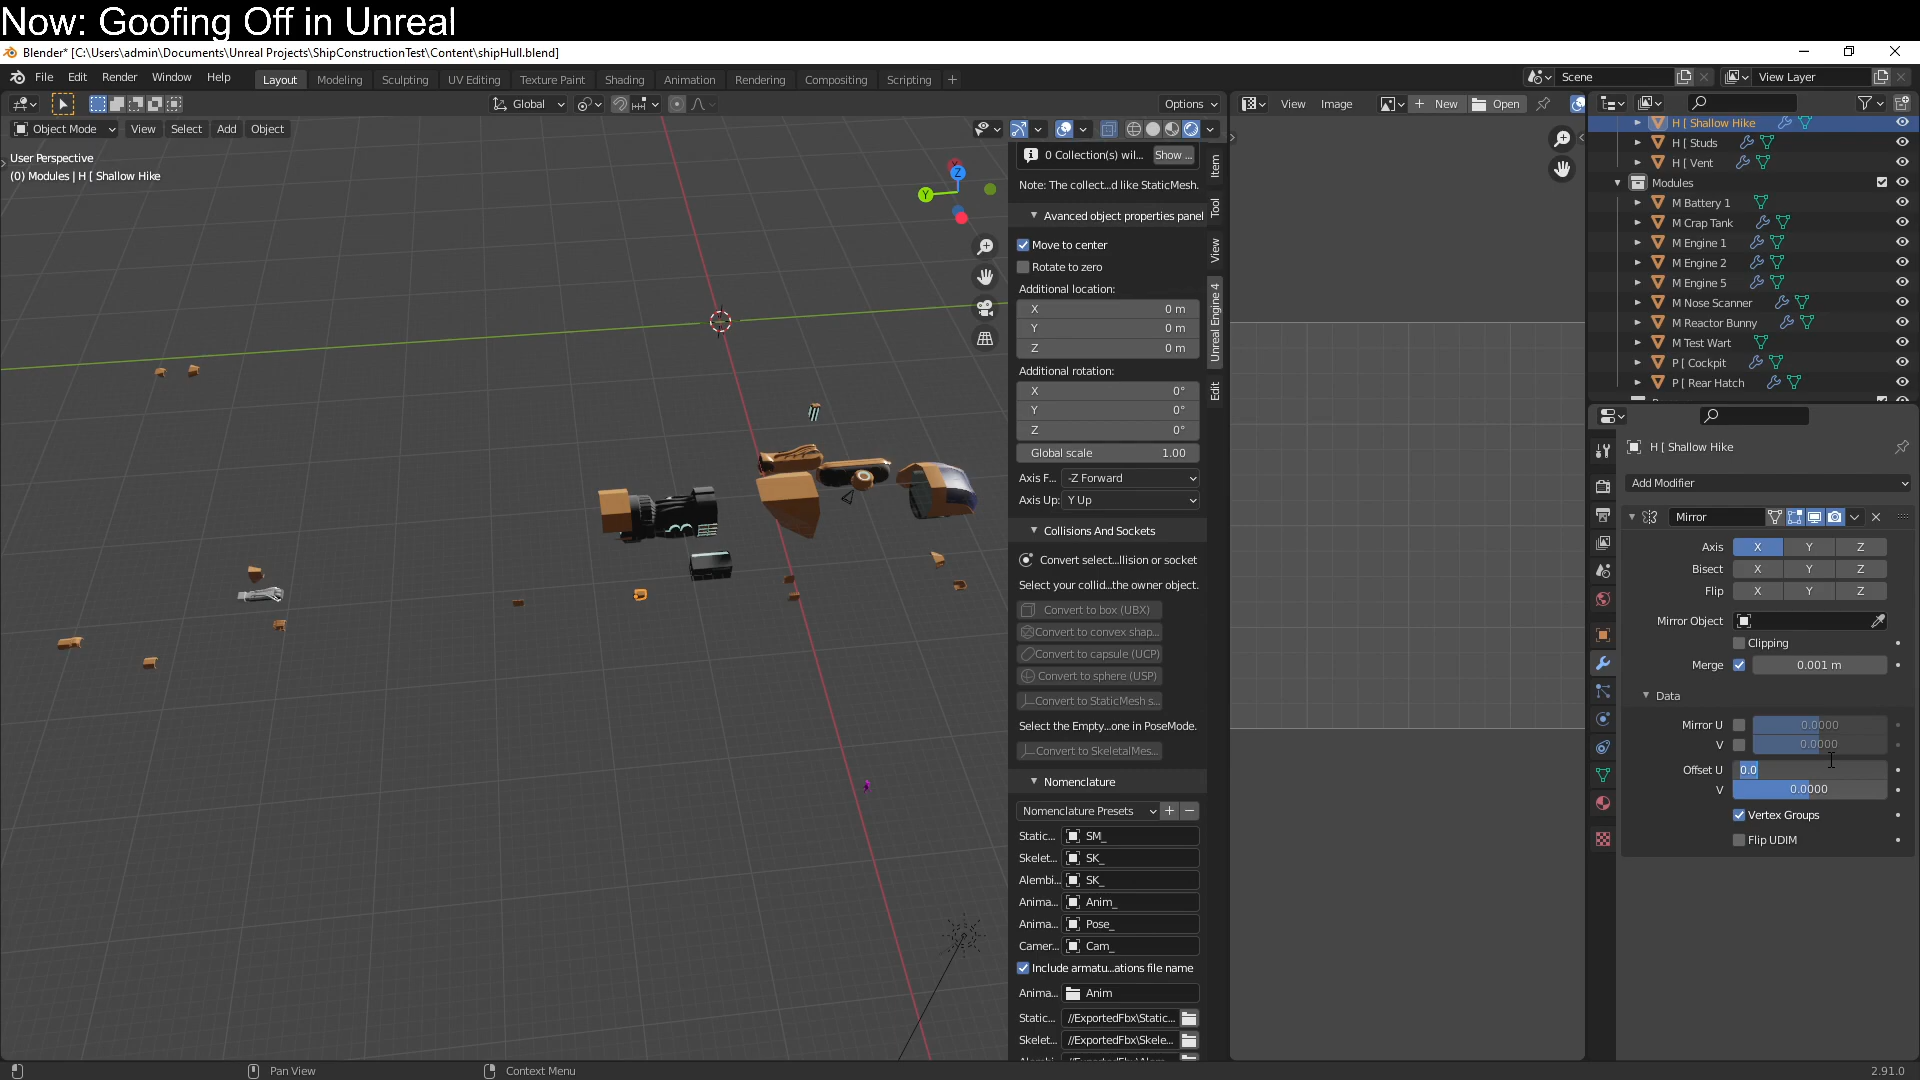 Now: Goofing Off in Unreal
Blender* [C:\Users\admin\Documents\Unreal Projects\ShipConstructionTest\Content\shipHull.blend]
File Edit Render Window Help Layout Modeling Sculpting UV Editing Texture Paint Shading Animation Rendering Compositing Scripting + Scene View Layer
Global Options View Image New Open
Object Mode View Select Add Object
User Perspective
(0) Modules | H [ Shallow Hike
X
Y
Z
0 Collection(s) wil... Show ...
Note: The collect...d like StaticMesh.
Avanced object properties panel
Move to center
Rotate to zero
Additional location:
X 0 m
Y 0 m
Z 0 m
Additional rotation:
X 0°
Y 0°
Z 0°
Global scale 1.00
Axis F... -Z Forward
Axis Up: Y Up
Collisions And Sockets
Convert select...llision or socket
Select your collid...the owner object.
Convert to box (UBX)
Convert to convex shap...
Convert to capsule (UCP)
Convert to sphere (USP)
Convert to StaticMesh s...
Select the Empty...one in PoseMode.
Convert to SkeletalMes...
Nomenclature
Nomenclature Presets + −
Static... SM_
Skelet... SK_
Alembi... SK_
Anima... Anim_
Anima... Pose_
Camer... Cam_
Include armatu...ations file name
Anima... Anim
Static... //ExportedFbx\Static...
Skelet... //ExportedFbx\Skele...
Item
Tool
View
Unreal Engine 4
Edit
H [ Shallow Hike
H [ Studs
H [ Vent
Modules
M Battery 1
M Crap Tank
M Engine 1
M Engine 2
M Engine 5
M Nose Scanner
M Reactor Bunny
M Test Wart
P [ Cockpit
P [ Rear Hatch
H [ Shallow Hike
Add Modifier
Mirror
Axis X Y Z
Bisect X Y Z
Flip X Y Z
Mirror Object
Clipping
Merge 0.001 m
Data
Mirror U 0.0000
V 0.0000
Offset U 0.0
V 0.0000
Vertex Groups
Flip UDIM
Pan View Context Menu 2.91.0